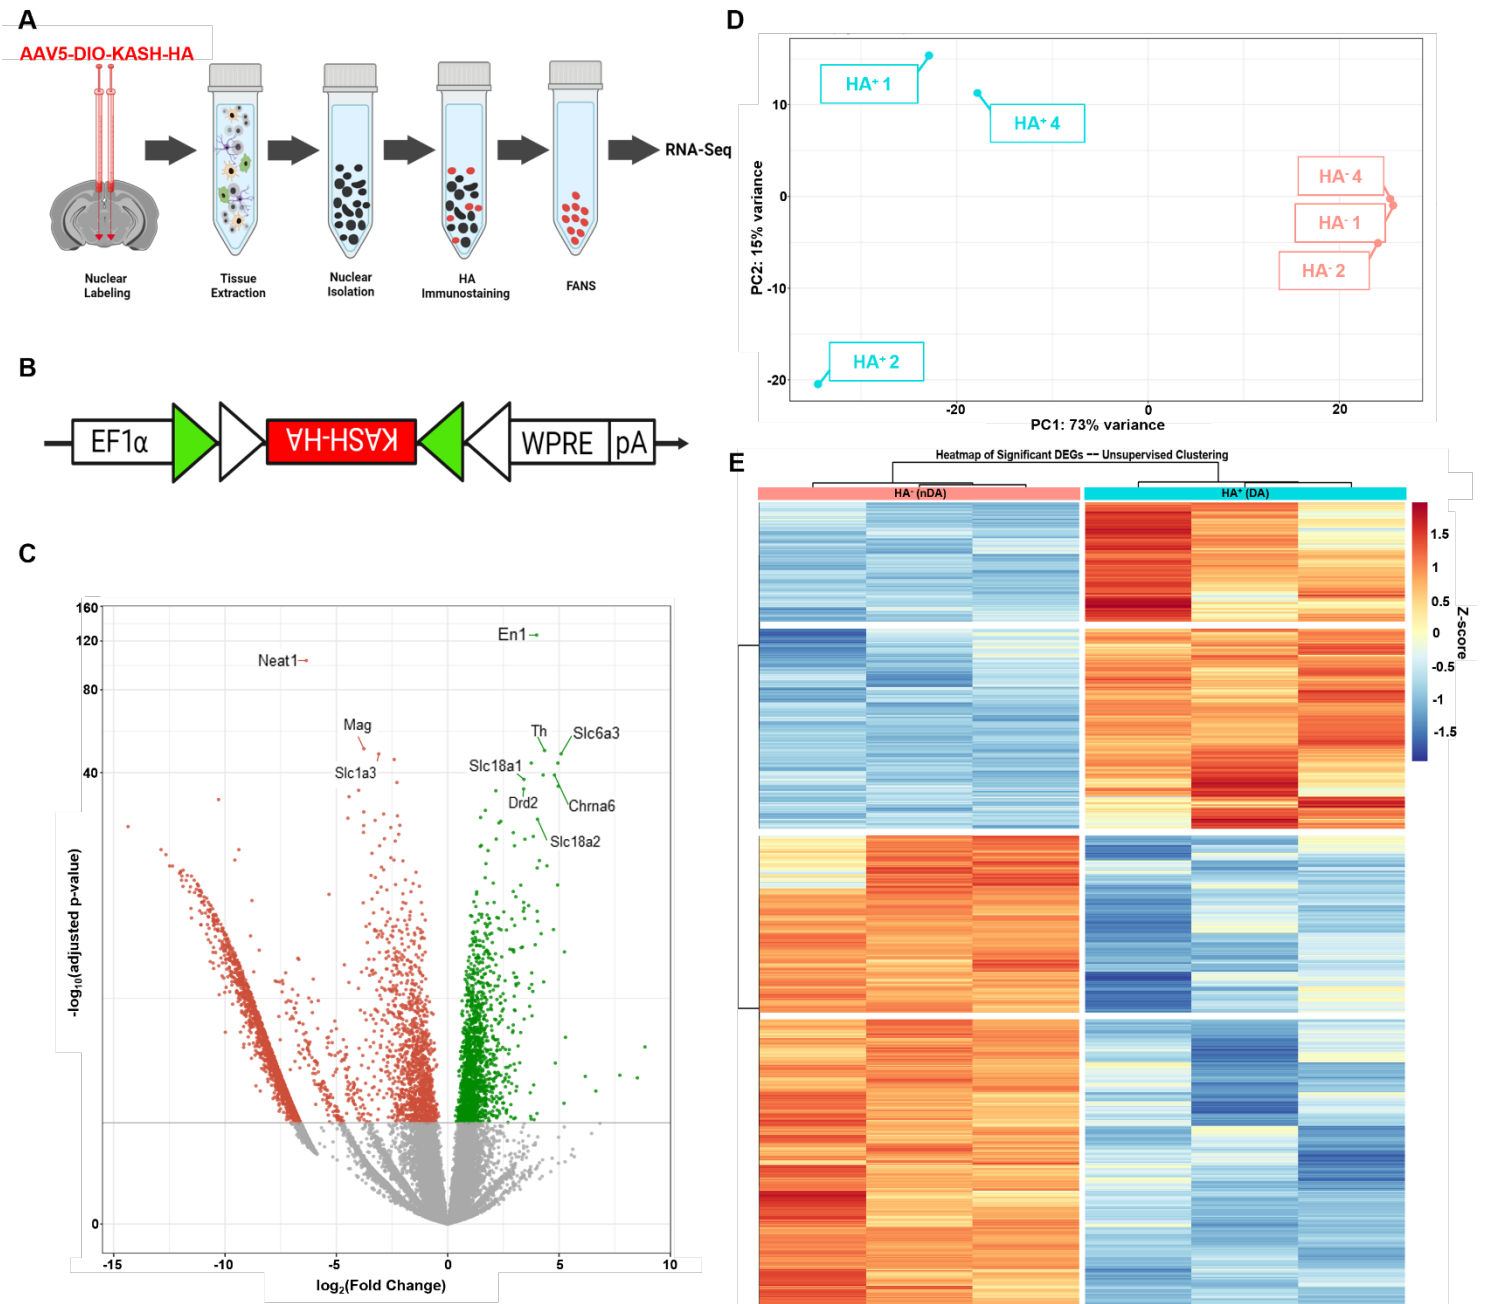 A
AAV5-DIO-KASH-HA
RNA-Seq
Nuclear
Labeling
Tissue
Extraction
Nuclear
Isolation
HA
Immunostaining
FANS
B
EF1α
KASH-HA
WPRE
pA
C
160
120
80
40
0
-log10(adjusted p-value)
En1
Neat1
Mag
Slc1a3
Th
Slc6a3
Slc18a1
Drd2
Chrna6
Slc18a2
-15
-10
-5
0
5
10
log2(Fold Change)
D
HA+ 1
HA+ 4
HA- 4
HA- 1
HA- 2
HA+ 2
10
0
-10
-20
PC2: 15% variance
-20
0
20
PC1: 73% variance
E
Heatmap of Significant DEGs −− Unsupervised Clustering
HA- (nDA)
HA+ (DA)
1.5
1
0.5
0
-0.5
-1
-1.5
Z-score